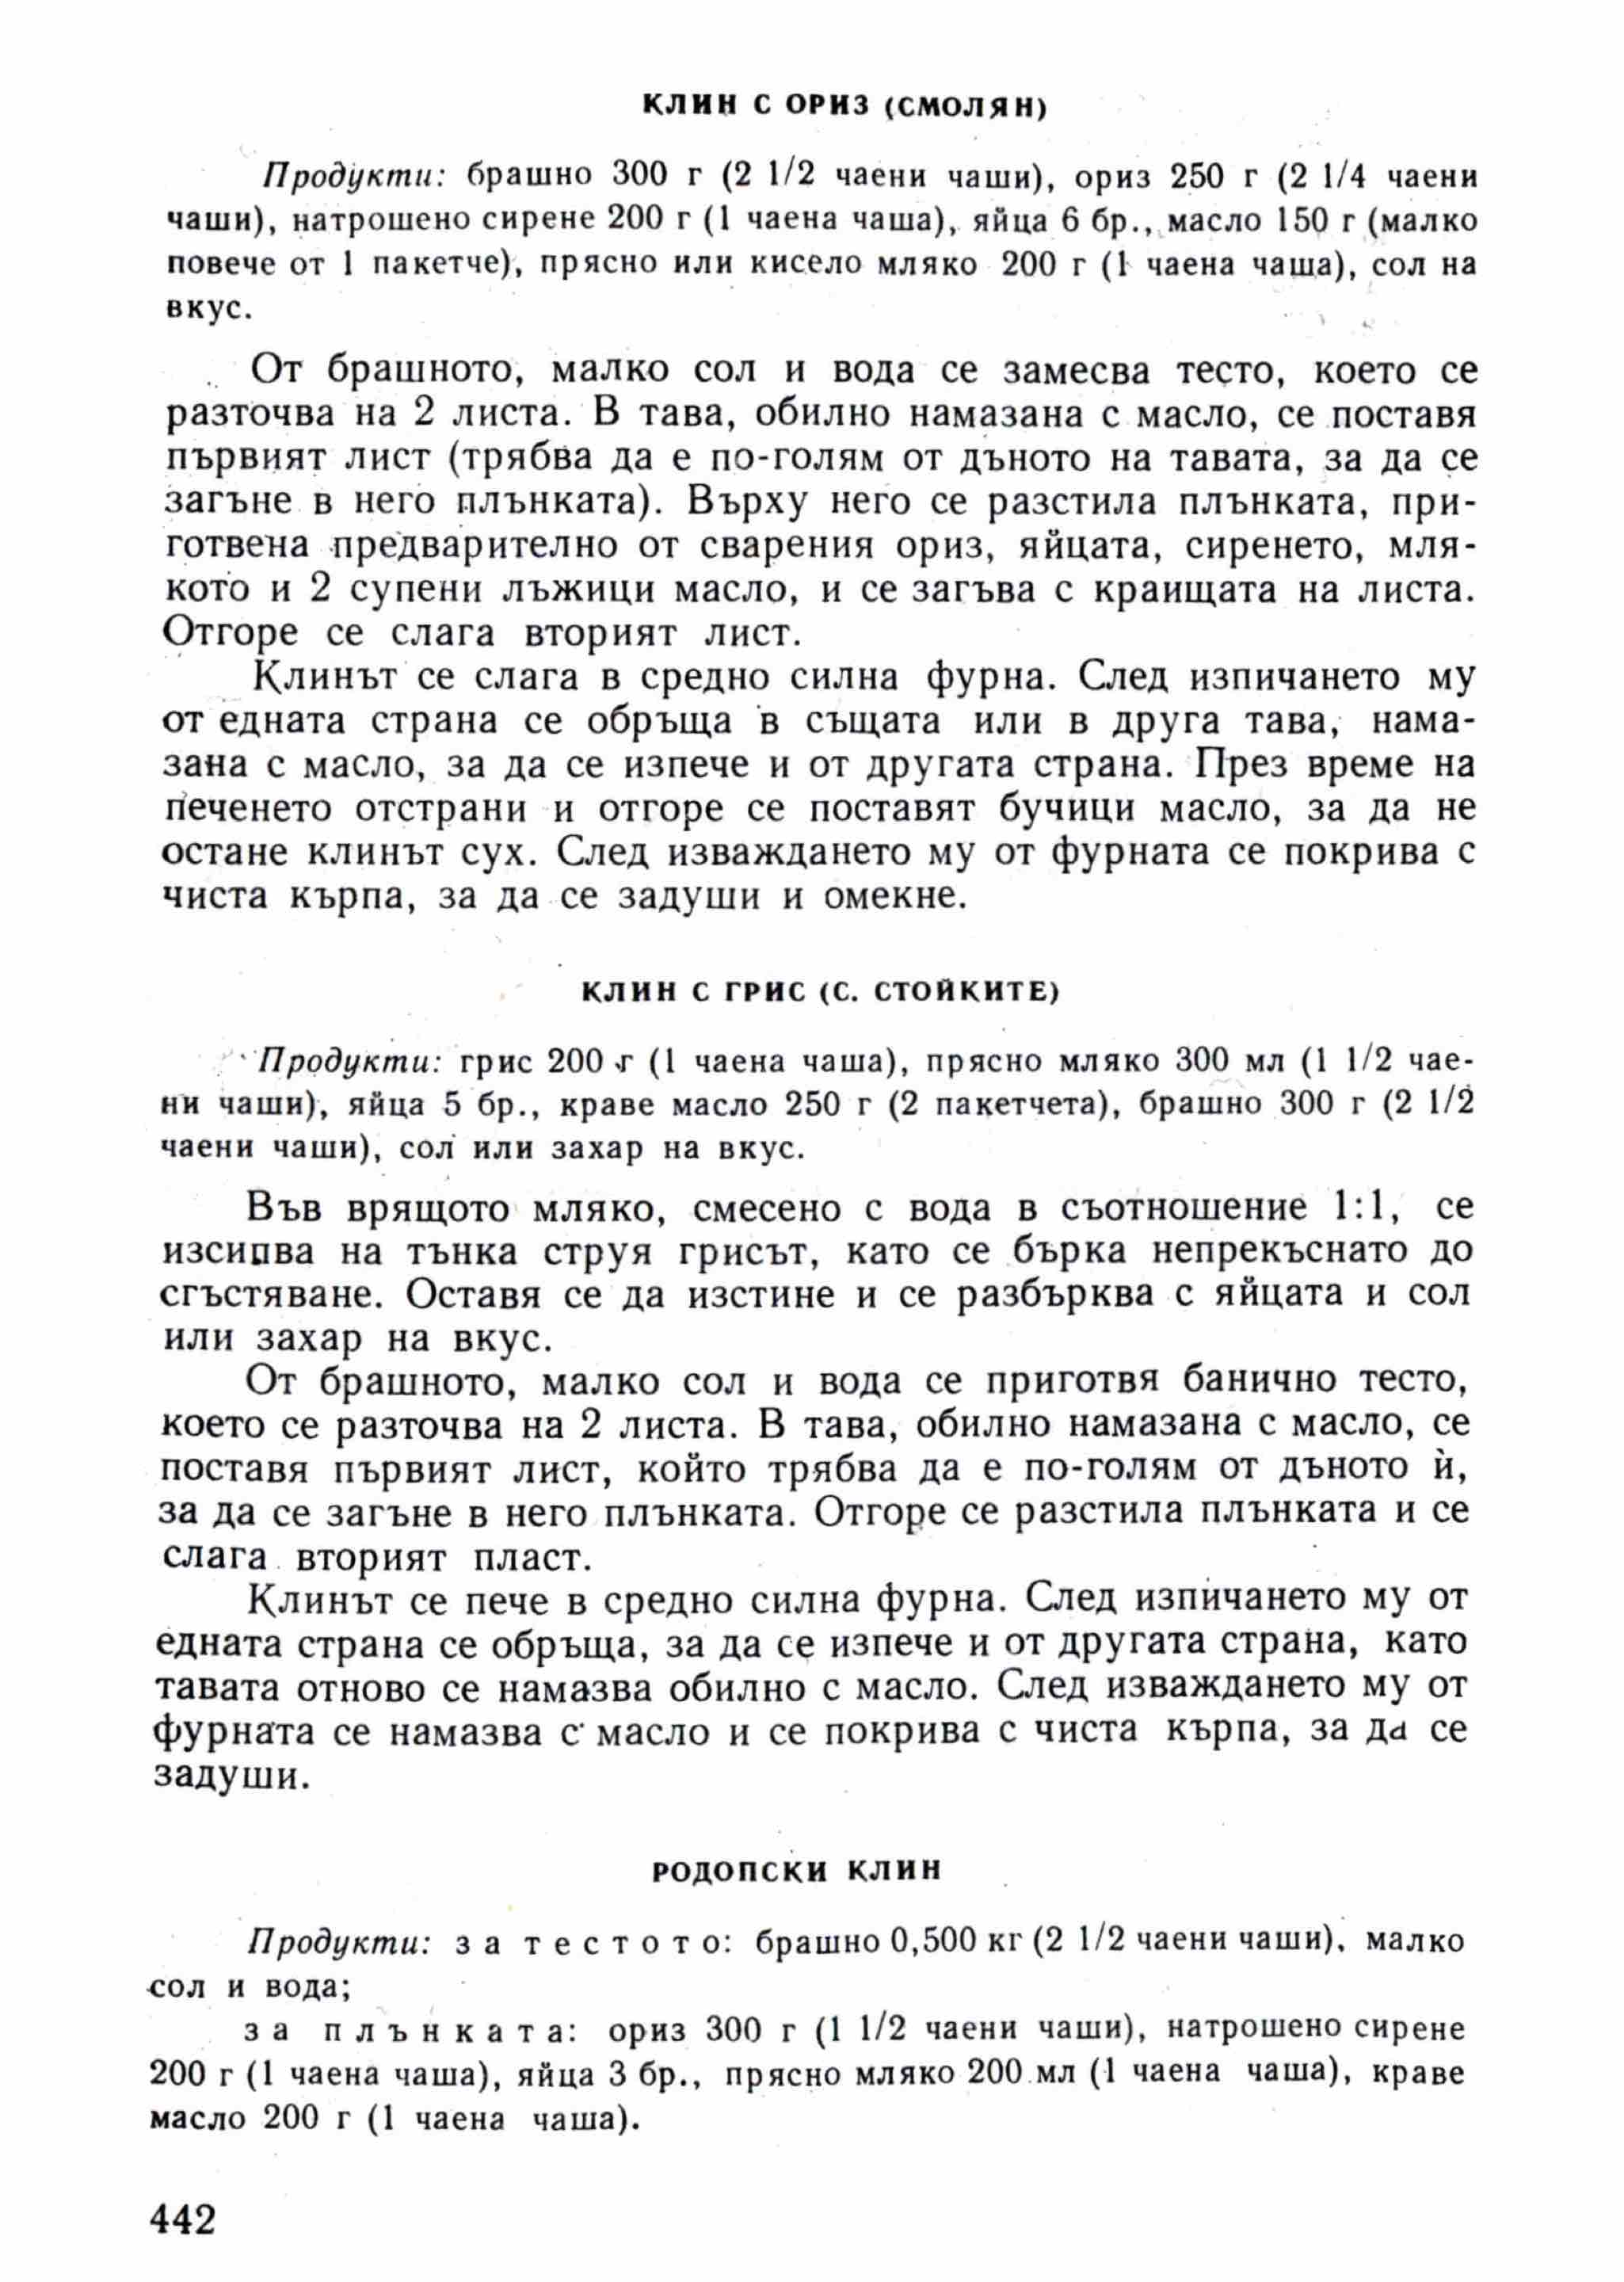 КЛИН С ОРИЗ (СМОЛЯН)
Продукти: брашно 300 г (2 1/2 чаени чаши), ориз 250 г (2 1/4 чаени
чаши), натрошено сирене 200 г (1 чаена чаша), яйца 6 бр., масло 150 г (малко
повече от 1 пакетче), прясно или кисело мляко 200 г (1 чаена чаша), сол на
вкус.
От брашното, малко сол и вода се замесва тесто, което се
разточва на 2 листа. В тава, обилно намазана с масло, се поставя
първият лист (трябва да е по-голям от дъното на тавата, за да се
загъне в него плънката). Върху него се разстила плънката, при-
готвена предварително от сварения ориз, яйцата, сиренето, мля-
кото и 2 супени лъжици масло, и се загъва с краищата на листа.
Отгоре се слага вторият лист.
Клинът се слага в средно силна фурна. След изпичането му
от едната страна се обръща в същата или в друга тава, нама-
зана с масло, за да се изпече и от другата страна. През време на
печенето отстрани и отгоре се поставят бучици масло, за да не
остане клинът сух. След изваждането му от фурната се покрива с
чиста кърпа, за да се задуши и омекне.
КЛИН С ГРИС (С. СТОЙКИТЕ)
Продукти: грис 200 г (1 чаена чаша), прясно мляко 300 мл (1 1/2 чае-
ни чаши), яйца 5 бр., краве масло 250 г (2 пакетчета), брашно 300 г (2 1/2
чаени чаши), сол или захар на вкус.
Във врящото мляко, смесено с вода в съотношение 1:1, се
изсипва на тънка струя грисът, като се бърка непрекъснато до
сгъстяване. Оставя се да изстине и се разбърква с яйцата и сол
или захар на вкус.
От брашното, малко сол и вода се приготвя банично тесто,
което се разточва на 2 листа. В тава, обилно намазана с масло, се
поставя първият лист, който трябва да е по-голям от дъното ѝ,
за да се загъне в него плънката. Отгоре се разстила плънката и се
слага вторият пласт.
Клинът се пече в средно силна фурна. След изпичането му от
едната страна се обръща, за да се изпече и от другата страна, като
тавата отново се намазва обилно с масло. След изваждането му от
фурната се намазва с масло и се покрива с чиста кърпа, за да се
задуши.
РОДОПСКИ КЛИН
Продукти: за тестото: брашно 0,500 кг (2 1/2 чаени чаши), малко
сол и вода;
за плънката: ориз 300 г (1 1/2 чаени чаши), натрошено сирене
200 г (1 чаена чаша), яйца 3 бр., прясно мляко 200 мл (1 чаена чаша), краве
масло 200 г (1 чаена чаша).
442